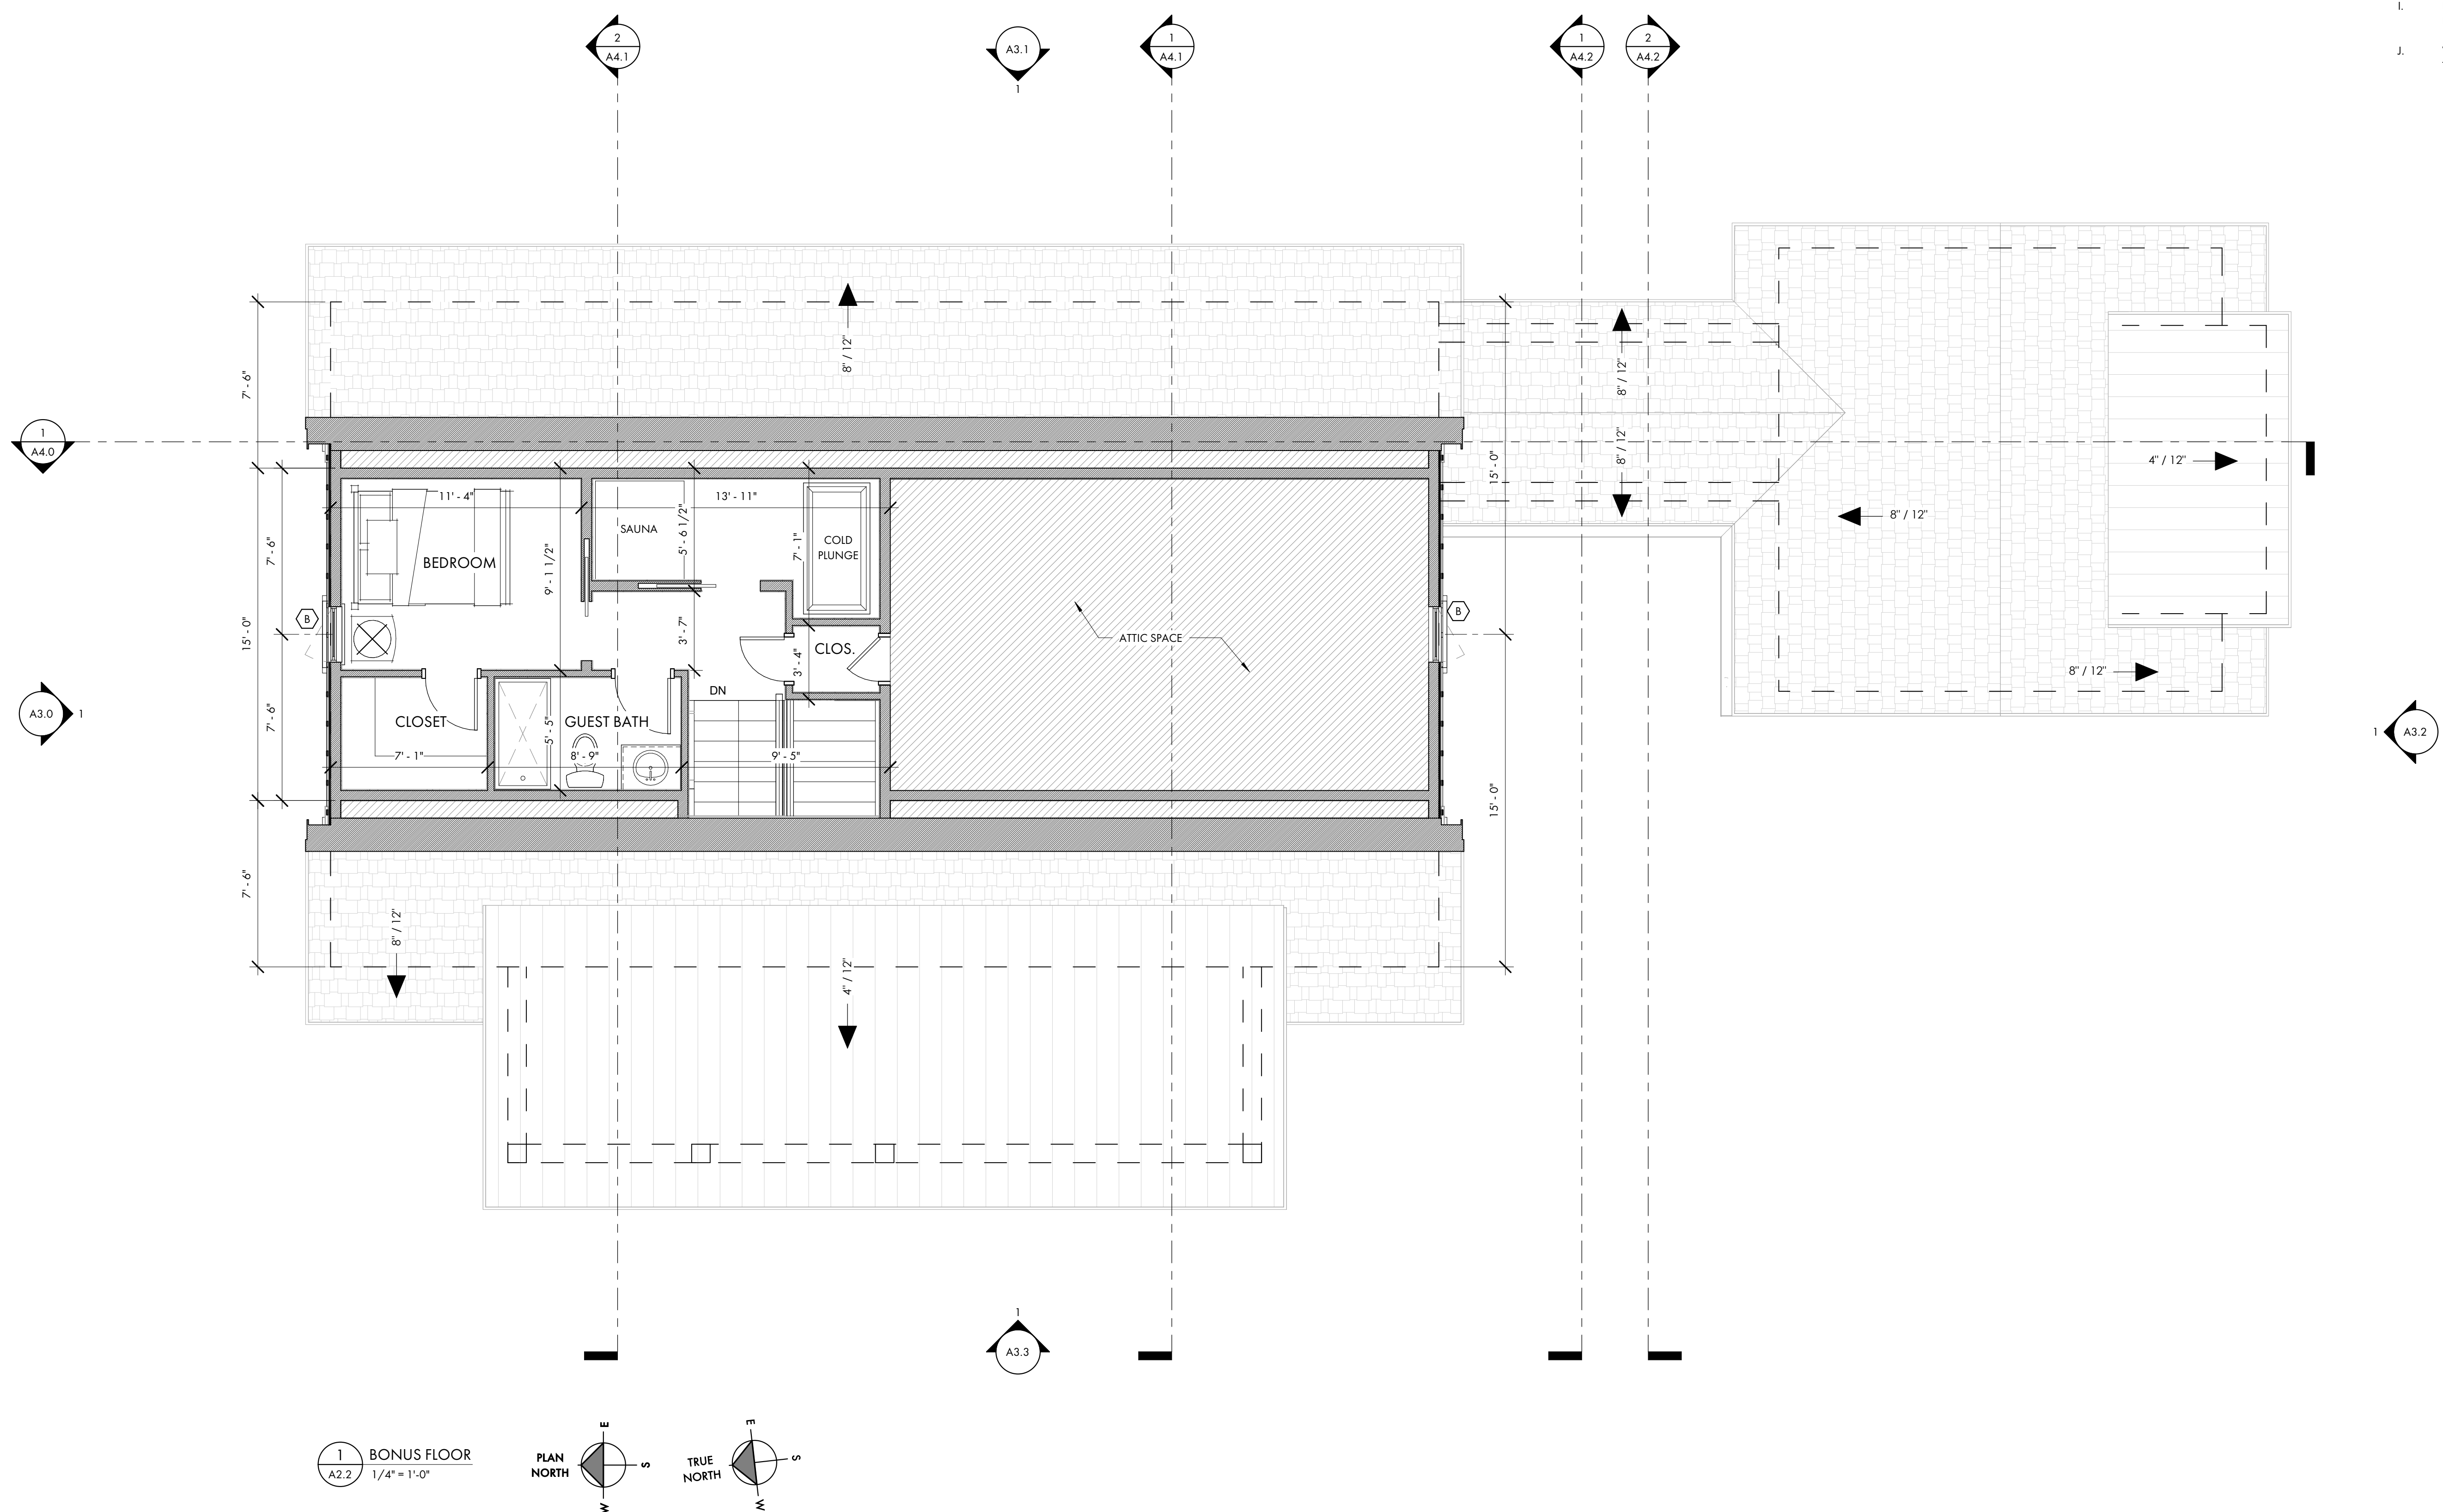 I.
2
A4.1
A3.1
1
1
A4.1
1
A4.2
2
A4.2
J.
8" / 12"
7' - 6"
8" / 12"
8" / 12"
1
A4.0
15' - 0"
4" / 12"
11' - 4"
13' - 11"
8" / 12"
SAUNA
5' - 6 1/2"
7' - 1"
COLD
PLUNGE
7' - 6"
BEDROOM
9' - 1 1/2"
B
B
15' - 0"
3' - 7"
ATTIC SPACE
CLOS.
3' - 4"
8" / 12"
DN
A3.0
1
7' - 6"
CLOSET
GUEST BATH
5' - 5"
1
A3.2
7' - 1"
8' - 9"
9' - 5"
15' - 0"
7' - 6"
8" / 12"
4" / 12"
1
A3.3
1
A2.2
BONUS FLOOR
1/4" = 1'-0"
E
PLAN
NORTH
S
W
E
TRUE
NORTH
S
W